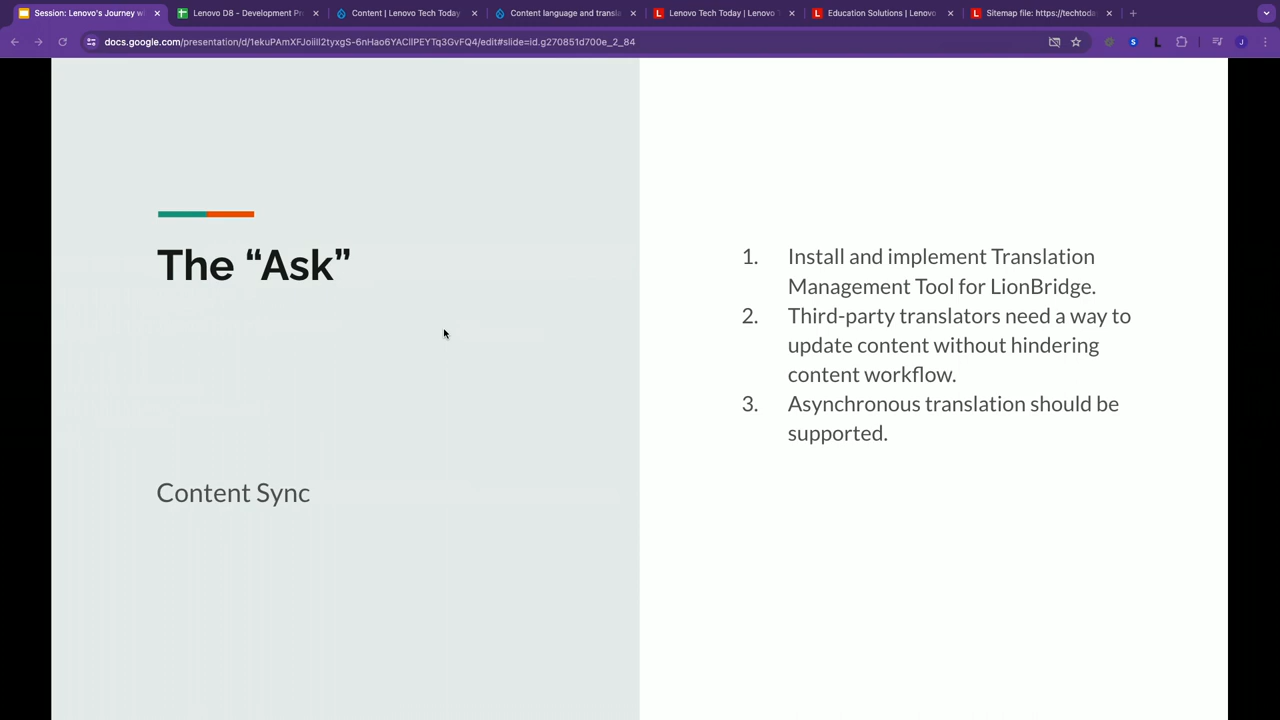 Session: Lenovo's Journey wi
Lenovo D8 – Development Pr
Content | Lenovo Tech Today
Content language and transla
Lenovo Tech Today | Lenovo T
Education Solutions | Lenovo
Sitemap file: https://techtoda
docs.google.com/presentation/d/1ekuPAmXFJoiIlI2tyxgS-6nHao6YAClIPEYTq3GvFQ4/edit#slide=id.g270851d700e_2_84
The “Ask”
Content Sync
1. Install and implement Translation
Management Tool for LionBridge.
2. Third-party translators need a way to
update content without hindering
content workflow.
3. Asynchronous translation should be
supported.